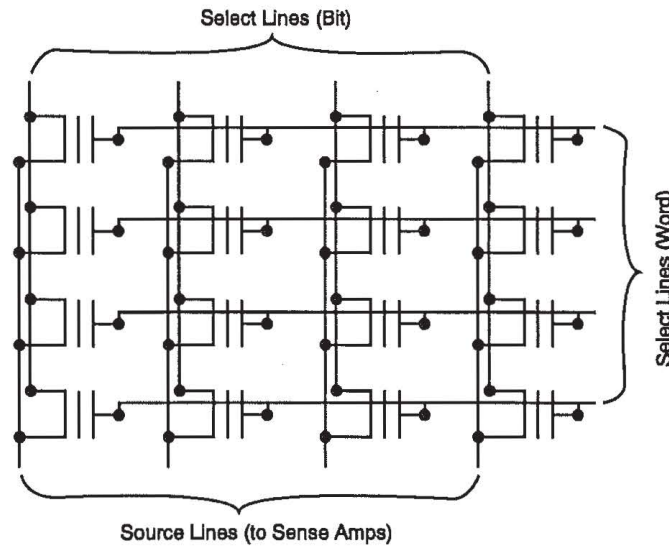 Select Lines (Bit)
Select Lines (Word)
Source Lines (to Sense Amps)